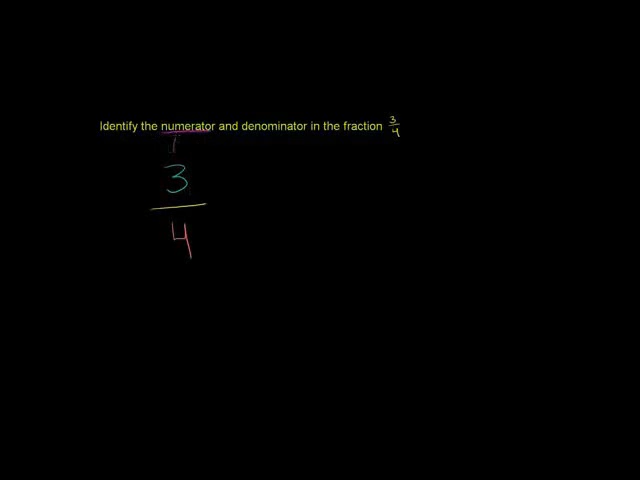 Identify the numerator and denominator in the fraction 3/4
3
4